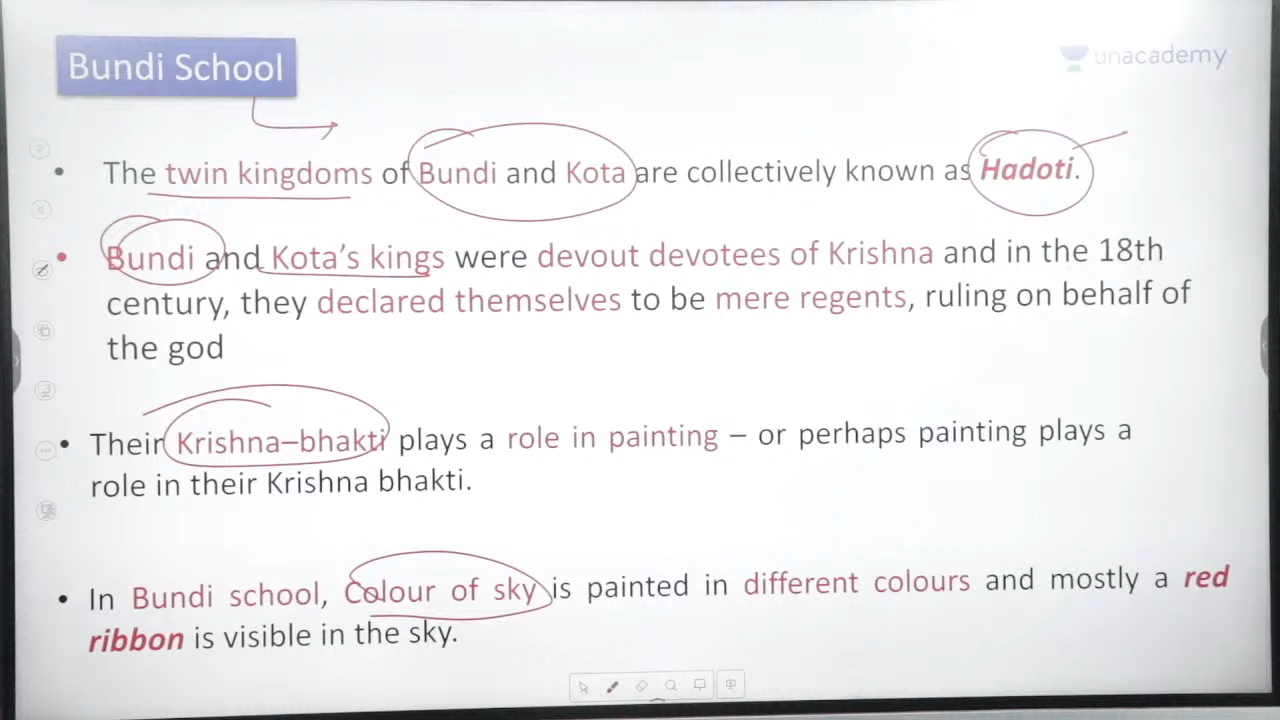 Bundi School
unacademy
• The twin kingdoms of Bundi and Kota are collectively known as Hadoti.
• Bundi and Kota's kings were devout devotees of Krishna and in the 18th
century, they declared themselves to be mere regents, ruling on behalf of
the god
• Their Krishna–bhakti plays a role in painting – or perhaps painting plays a
role in their Krishna bhakti.
• In Bundi school, Colour of sky is painted in different colours and mostly a red
ribbon is visible in the sky.